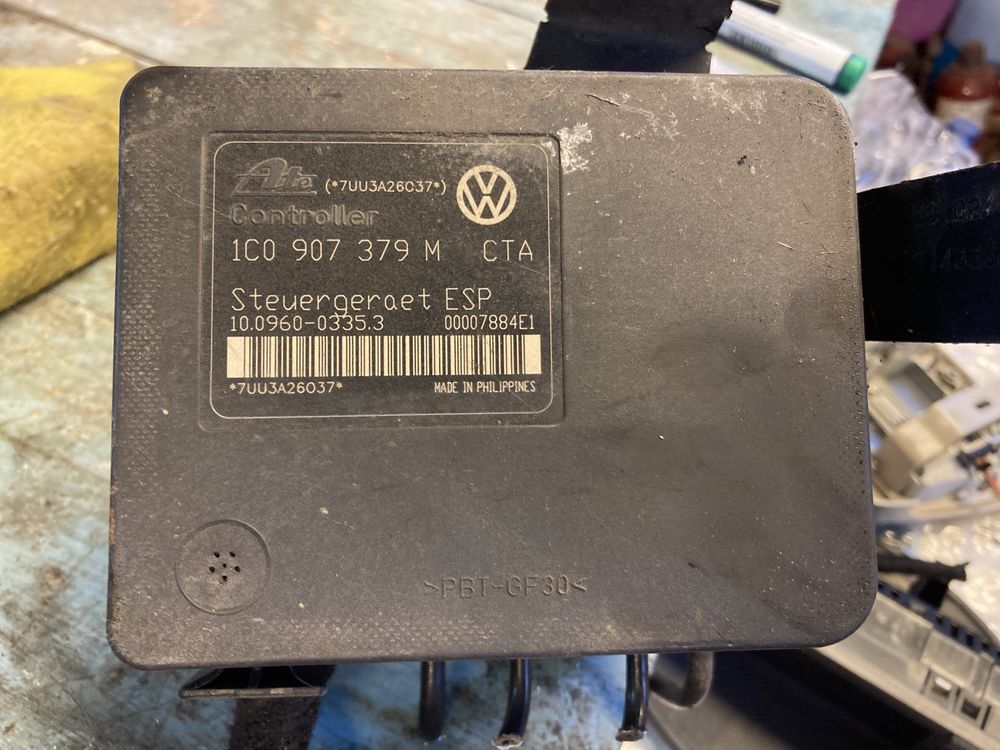 Ate (*7UU3A26037*)
Controller
1C0 907 379 M CTA
Steuergeraet ESP
10.0960-0335.3 00007884E1
*7UU3A26037* MADE IN PHILIPPINES
>PBT-GF30<